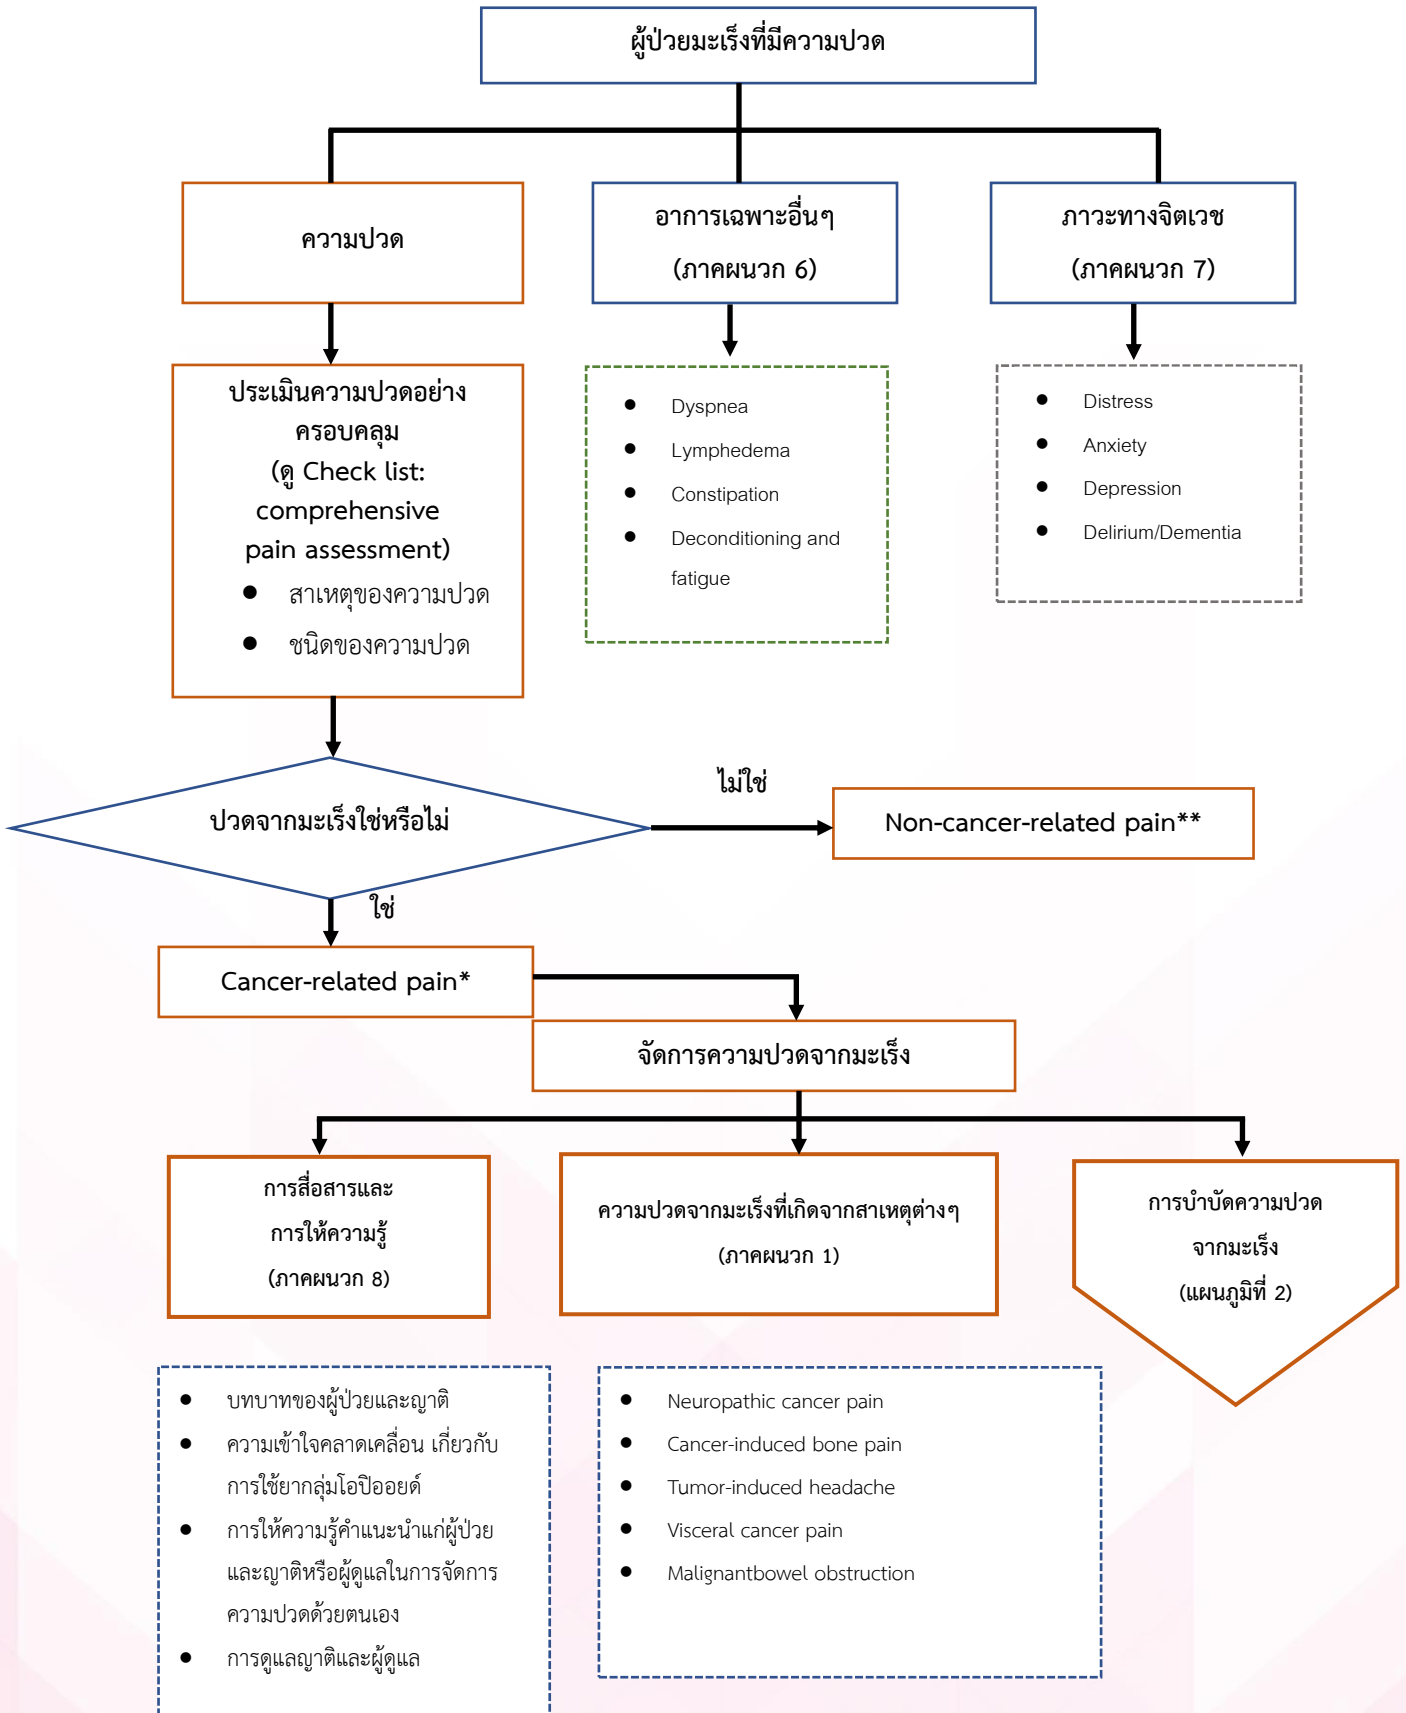 ผู้ป่วยมะเร็งที่มีความปวด
ความปวด
อาการเฉพาะอื่นๆ
(ภาคผนวก 6)
ภาวะทางจิตเวช
(ภาคผนวก 7)
ประเมินความปวดอย่าง
ครอบคลุม
(ดู Check list:
comprehensive
pain assessment)
● สาเหตุของความปวด
● ชนิดของความปวด
● Dyspnea
● Lymphedema
● Constipation
● Deconditioning and
fatigue
● Distress
● Anxiety
● Depression
● Delirium/Dementia
ปวดจากมะเร็งใช่หรือไม่
ไม่ใช่
Non-cancer-related pain**
ใช่
Cancer-related pain*
จัดการความปวดจากมะเร็ง
การสื่อสารและ
การให้ความรู้
(ภาคผนวก 8)
ความปวดจากมะเร็งที่เกิดจากสาเหตุต่างๆ
(ภาคผนวก 1)
การบำบัดความปวด
จากมะเร็ง
(แผนภูมิที่ 2)
● บทบาทของผู้ป่วยและญาติ
● ความเข้าใจคลาดเคลื่อน เกี่ยวกับ
การใช้ยากลุ่มโอปิออยด์
● การให้ความรู้คำแนะนำแก่ผู้ป่วย
และญาติหรือผู้ดูแลในการจัดการ
ความปวดด้วยตนเอง
● การดูแลญาติและผู้ดูแล
● Neuropathic cancer pain
● Cancer-induced bone pain
● Tumor-induced headache
● Visceral cancer pain
● Malignantbowel obstruction